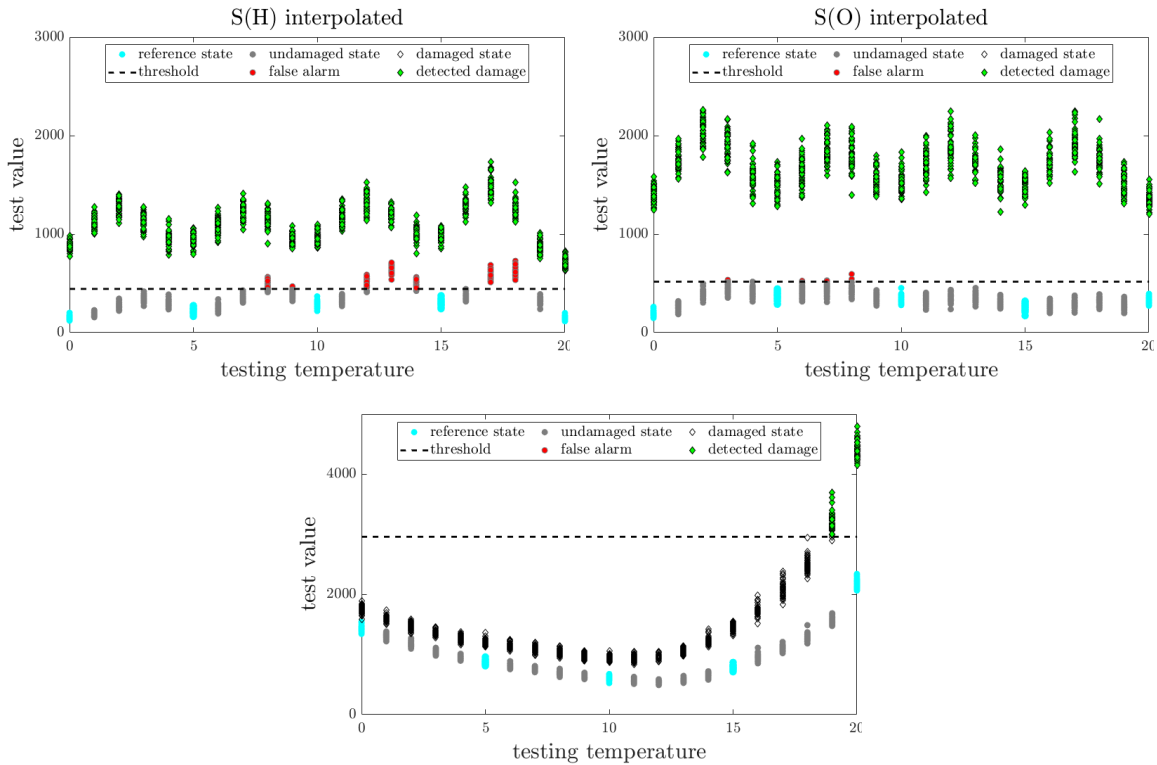 S(H) interpolated
3000
2000
1000
0
test value
reference state undamaged state damaged state
threshold false alarm detected damage
0 5 10 15 20
testing temperature
S(O) interpolated
3000
2000
1000
0
test value
reference state undamaged state damaged state
threshold false alarm detected damage
0 5 10 15 20
testing temperature
4000
2000
0
test value
reference state undamaged state damaged state
threshold false alarm detected damage
0 5 10 15 20
testing temperature